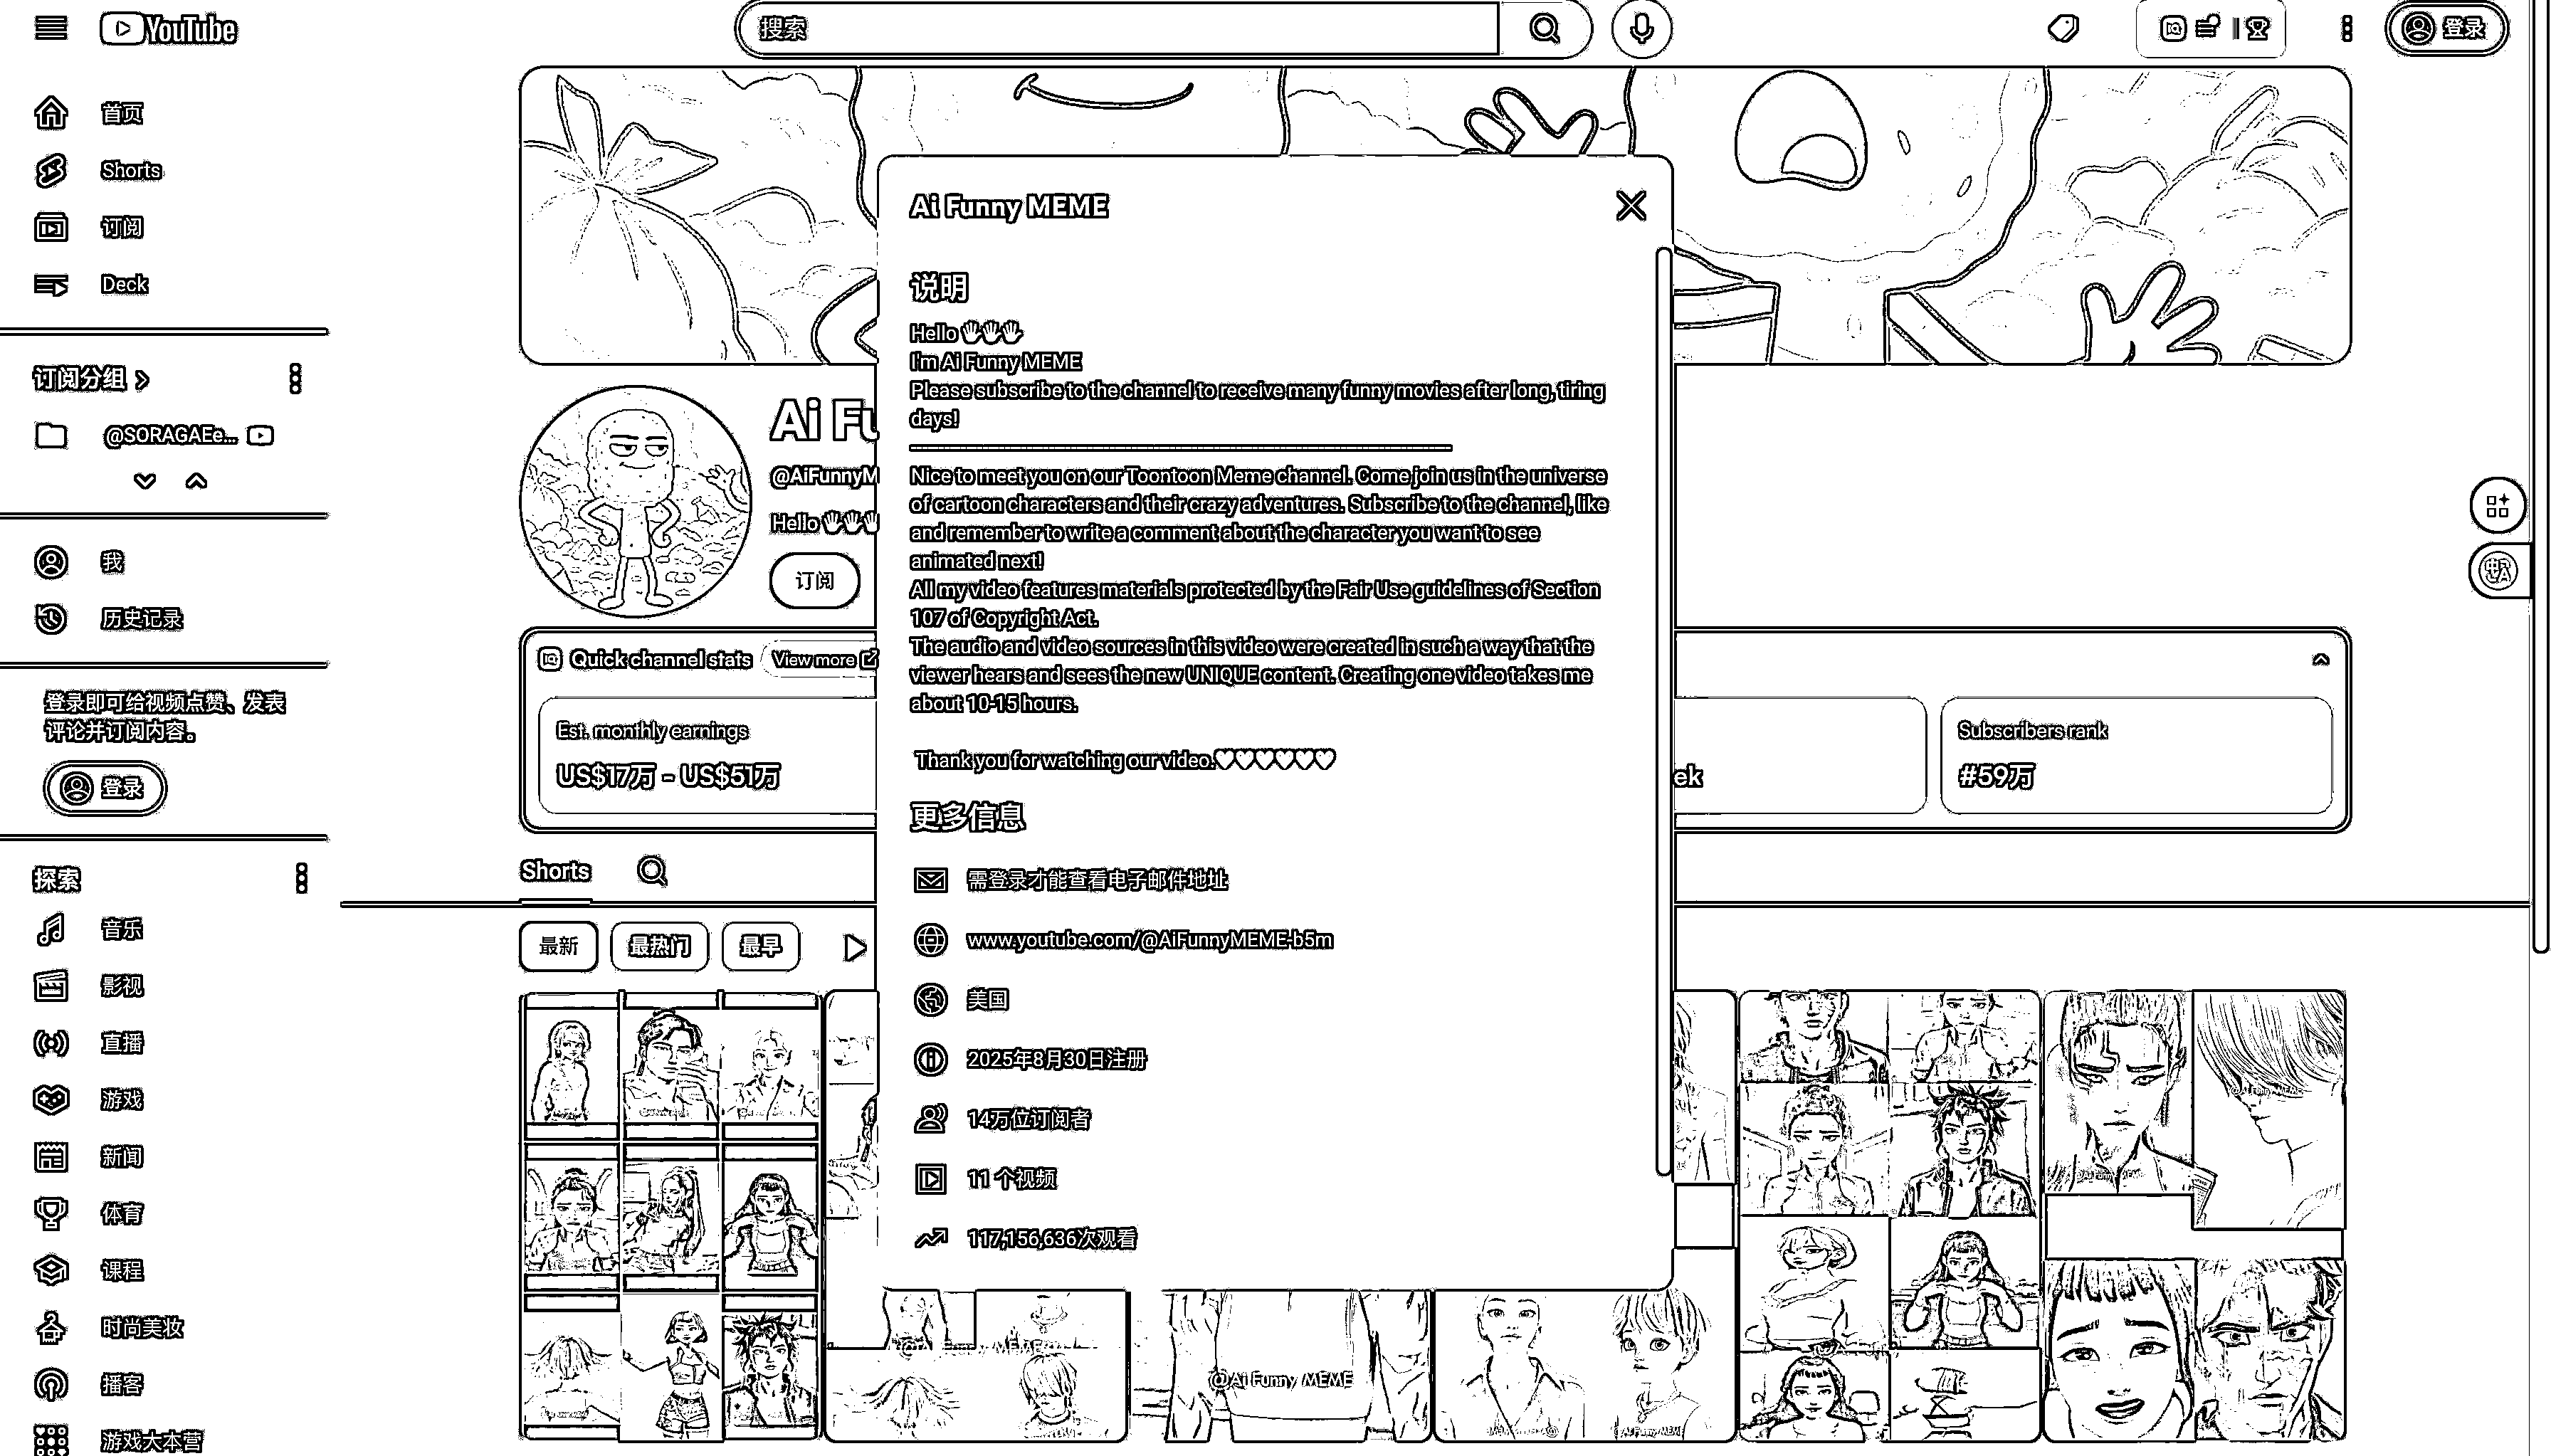 YouTube
搜索
登录
首页
Shorts
订阅
Deck
订阅分组
@SORAGAEe...
我
历史记录
登录即可给视频点赞、发表
评论并订阅内容。
登录
探索
音乐
影视
直播
游戏
新闻
体育
课程
时尚美妆
播客
游戏大本营
Ai Fu
@AiFunnyM
Hello 👋👋👋
订阅
Quick channel stats
View more
Est. monthly earnings
US$17万 - US$51万
ek
Subscribers rank
#59万
Shorts
最新
最热门
最早
Ai Funny MEME
说明
Hello 👋👋👋
I'm Ai Funny MEME
Please subscribe to the channel to receive many funny movies after long, tiring
days!
Nice to meet you on our Toontoon Meme channel. Come join us in the universe
of cartoon characters and their crazy adventures. Subscribe to the channel, like
and remember to write a comment about the character you want to see
animated next!
All my video features materials protected by the Fair Use guidelines of Section
107 of Copyright Act.
The audio and video sources in this video were created in such a way that the
viewer hears and sees the new UNIQUE content. Creating one video takes me
about 10-15 hours.
Thank you for watching our video.♥♥♥♥♥♥
更多信息
需登录才能查看电子邮件地址
www.youtube.com/@AiFunnyMEME-b5m
美国
2025年8月30日注册
14万位订阅者
11 个视频
117,156,636次观看
@Ai Funny MEME